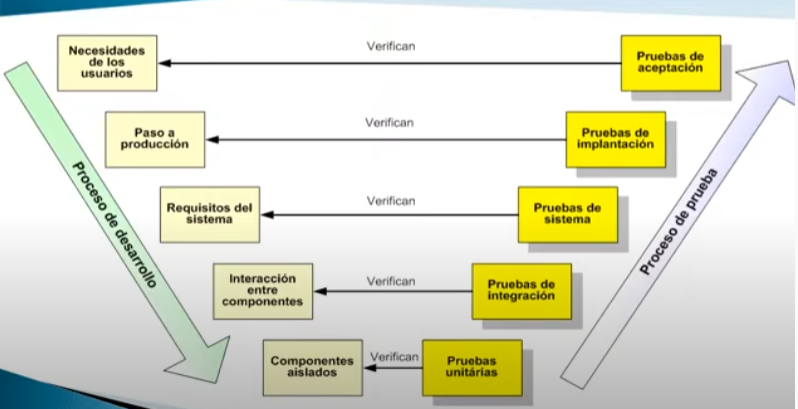 Necesidades
de los
usuarios
Verifican
Pruebas de
aceptación
Paso a
producción
Verifican
Pruebas de
implantación
Requisitos del
sistema
Verifican
Pruebas de
sistema
Interacción
entre
componentes
Verifican
Pruebas de
integración
Componentes
aislados
Verifican
Pruebas
unitárias
Proceso de desarrollo
Proceso de prueba